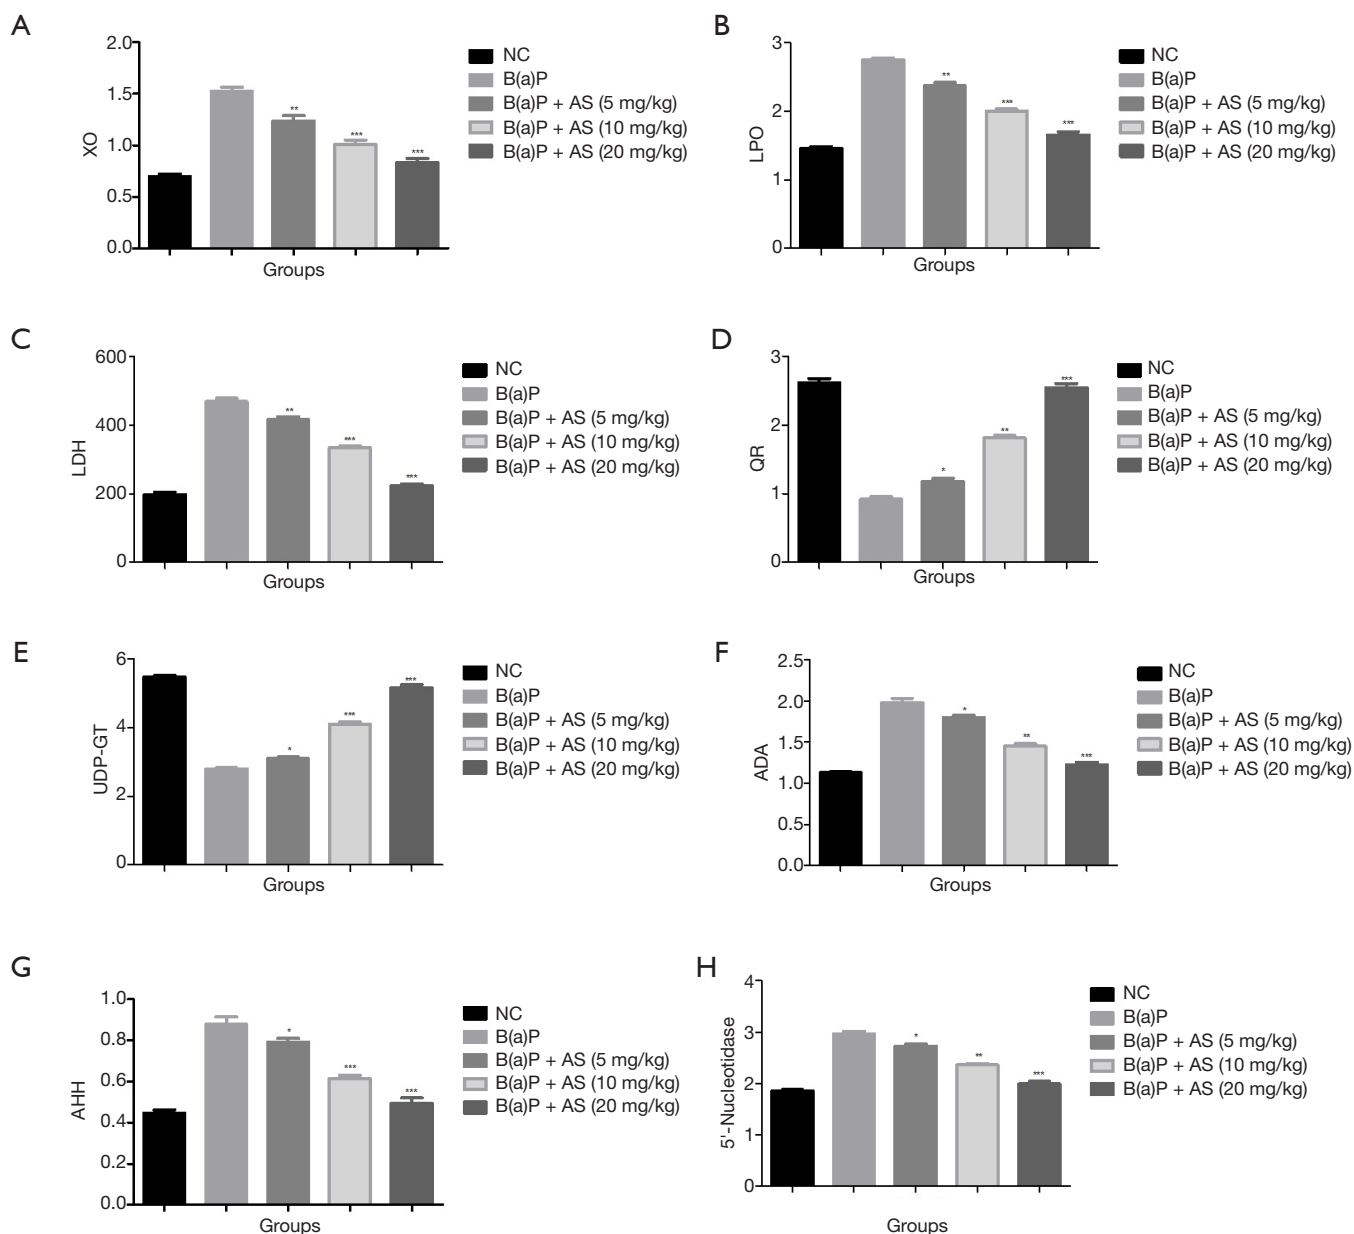 A
XO
2.0
1.5
1.0
0.5
0.0
**
***
***
Groups
NC
B(a)P
B(a)P + AS (5 mg/kg)
B(a)P + AS (10 mg/kg)
B(a)P + AS (20 mg/kg)
B
LPO
3
2
1
0
**
***
***
Groups
NC
B(a)P
B(a)P + AS (5 mg/kg)
B(a)P + AS (10 mg/kg)
B(a)P + AS (20 mg/kg)
C
LDH
600
400
200
0
**
***
***
Groups
NC
B(a)P
B(a)P + AS (5 mg/kg)
B(a)P + AS (10 mg/kg)
B(a)P + AS (20 mg/kg)
D
QR
3
2
1
0
*
**
***
Groups
NC
B(a)P
B(a)P + AS (5 mg/kg)
B(a)P + AS (10 mg/kg)
B(a)P + AS (20 mg/kg)
E
UDP-GT
6
4
2
0
*
***
***
Groups
NC
B(a)P
B(a)P + AS (5 mg/kg)
B(a)P + AS (10 mg/kg)
B(a)P + AS (20 mg/kg)
F
ADA
2.5
2.0
1.5
1.0
0.5
0.0
*
**
***
Groups
NC
B(a)P
B(a)P + AS (5 mg/kg)
B(a)P + AS (10 mg/kg)
B(a)P + AS (20 mg/kg)
G
AHH
1.0
0.8
0.6
0.4
0.2
0.0
*
***
***
Groups
NC
B(a)P
B(a)P + AS (5 mg/kg)
B(a)P + AS (10 mg/kg)
B(a)P + AS (20 mg/kg)
H
5'-Nucleotidase
4
3
2
1
0
*
**
***
Groups
NC
B(a)P
B(a)P + AS (5 mg/kg)
B(a)P + AS (10 mg/kg)
B(a)P + AS (20 mg/kg)